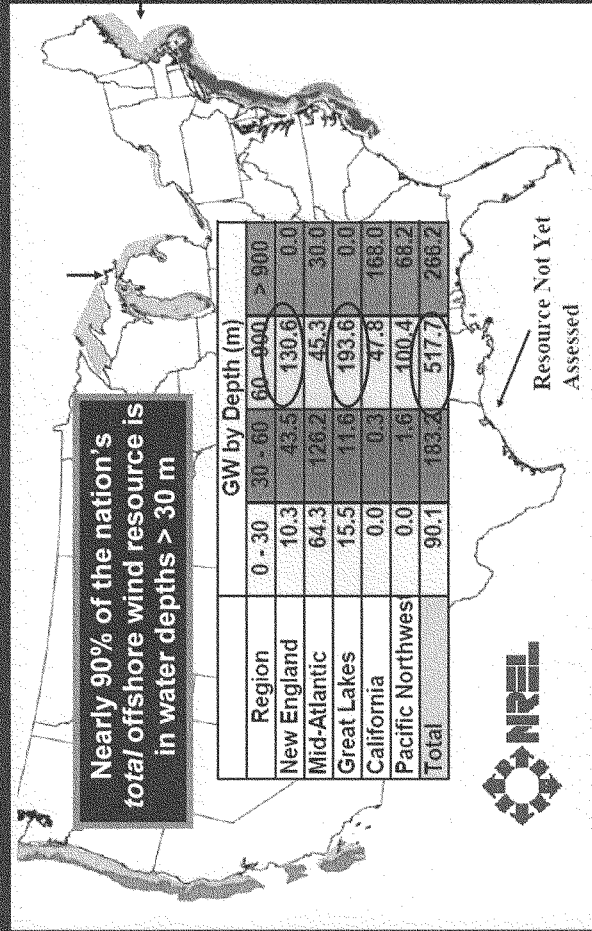 Nearly 90% of the nation's
total offshore wind resource is
in water depths > 30 m
GW by Depth (m)
Region 0 - 30 30 - 60 60 - 900 > 900
New England 10.3 43.5 130.6 0.0
Mid-Atlantic 64.3 126.2 45.3 30.0
Great Lakes 15.5 11.6 193.6 0.0
California 0.0 0.3 47.8 168.0
Pacific Northwest 0.0 1.6 100.4 68.2
Total 90.1 183.2 517.7 266.2
Resource Not Yet
Assessed
NREL